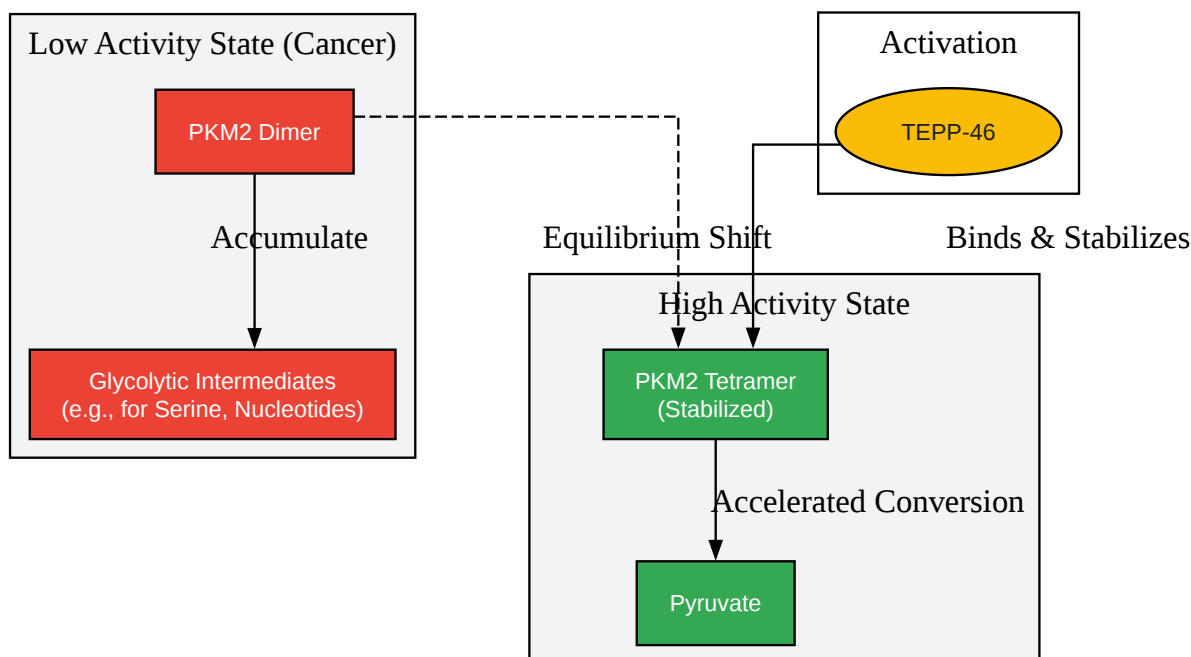 Low Activity State (Cancer)
PKM2 Dimer
Accumulate
Glycolytic Intermediates
(e.g., for Serine, Nucleotides)
Activation
TEPP-46
Equilibrium Shift
Binds & Stabilizes
High Activity State
PKM2 Tetramer
(Stabilized)
Accelerated Conversion
Pyruvate